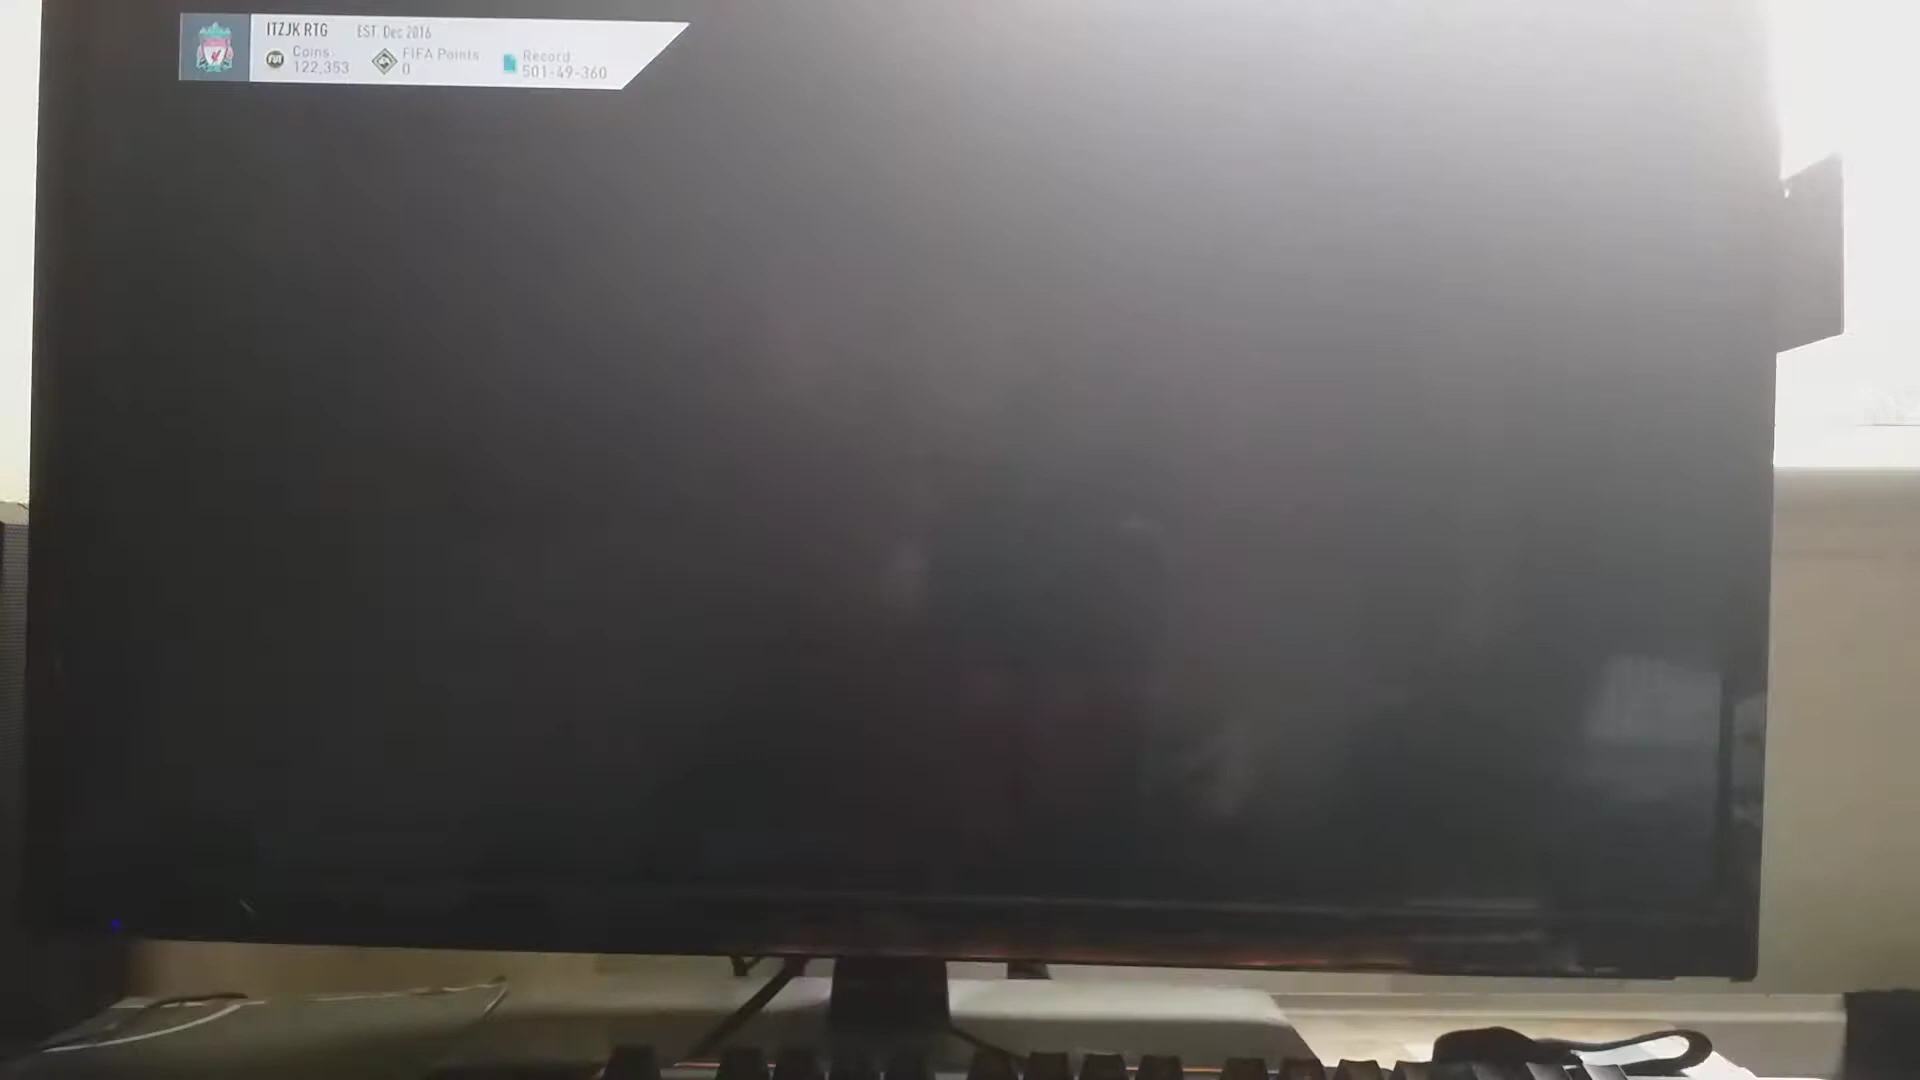 ITZJK RTG EST. Dec 2016
Coins FIFA Points Record
122,353 0 501-49-360